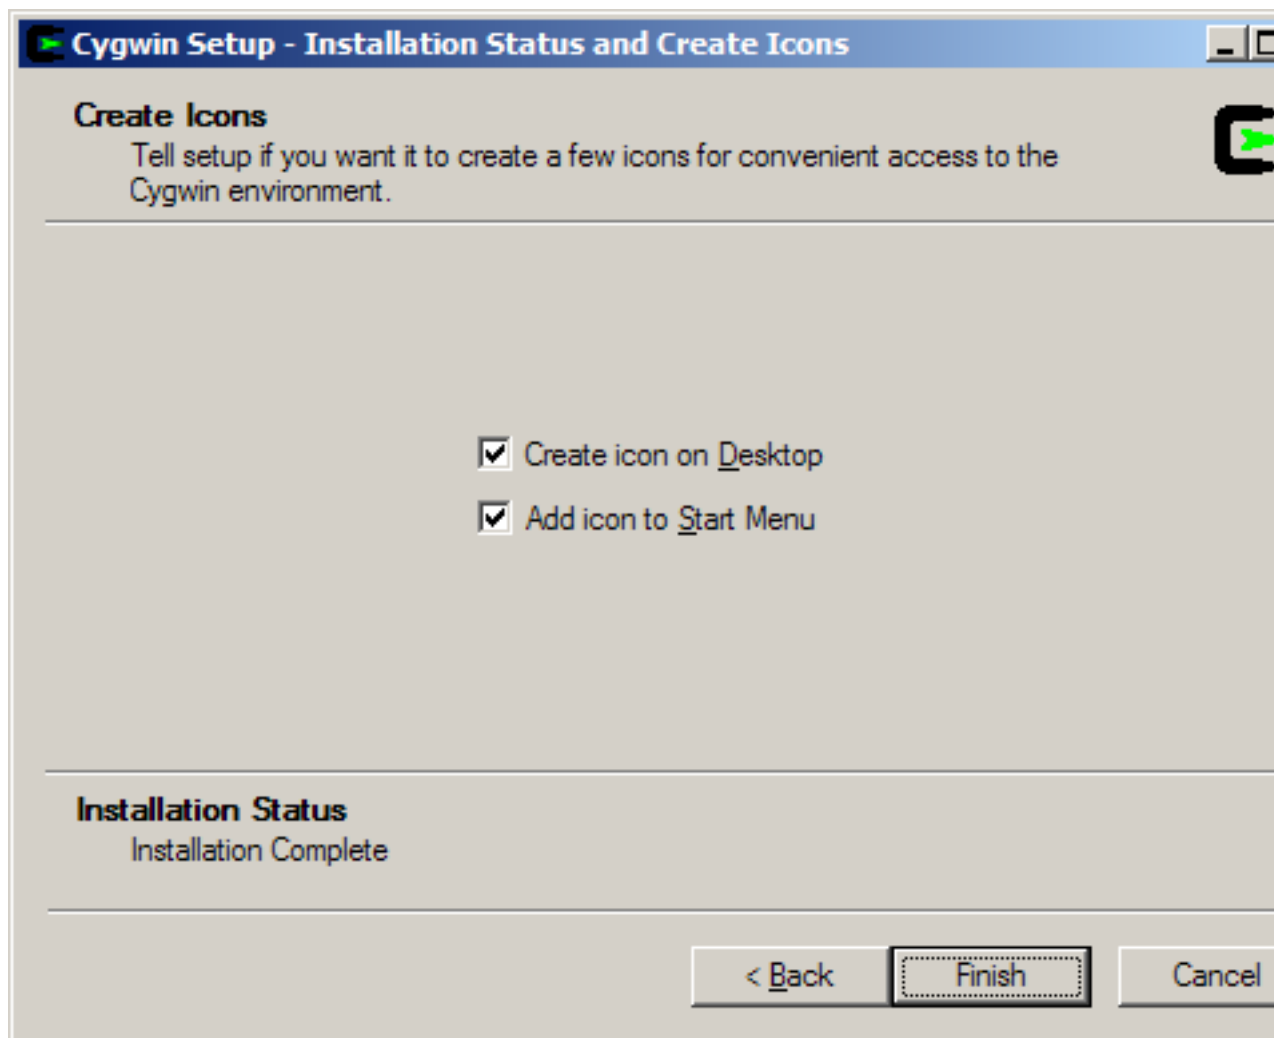 Cygwin Setup - Installation Status and Create Icons
Create Icons
Tell setup if you want it to create a few icons for convenient access to the
Cygwin environment.
Create icon on Desktop
Add icon to Start Menu
Installation Status
Installation Complete
< Back
Finish
Cancel